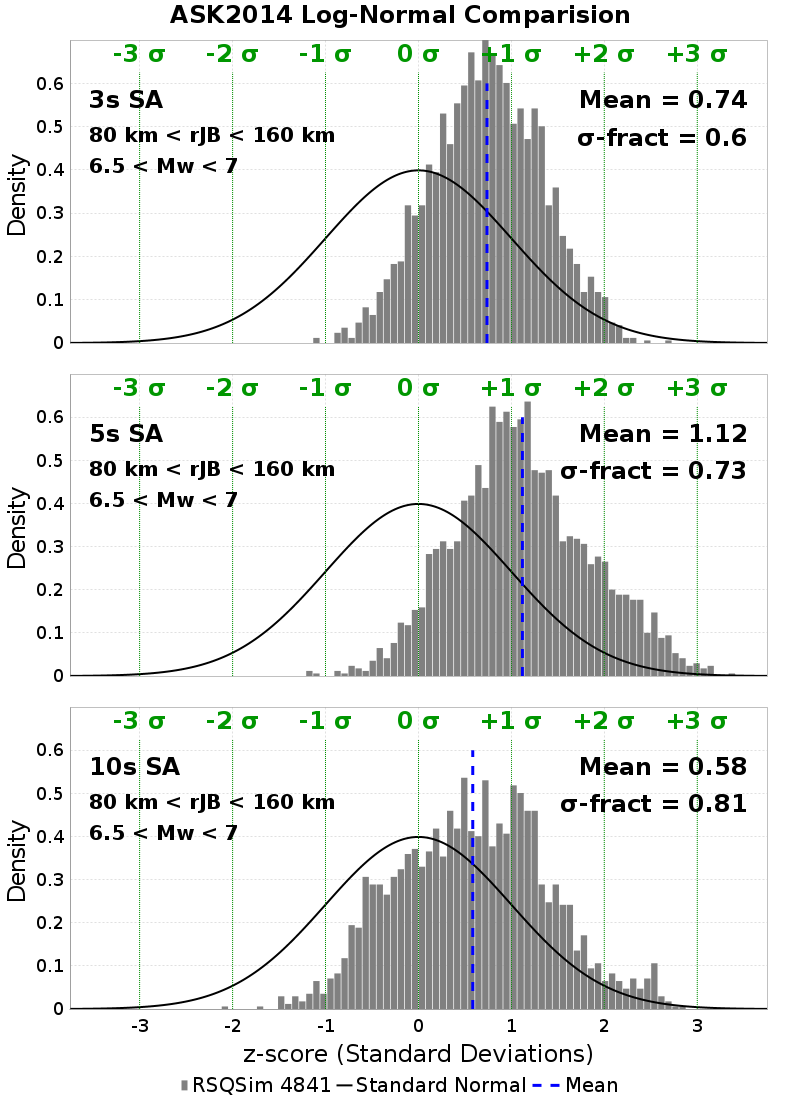 ASK2014 Log-Normal Comparision
-3 σ -2 σ -1 σ 0 σ +1 σ +2 σ +3 σ
3s SA Mean = 0.74
80 km < rJB < 160 km σ-fract = 0.6
6.5 < Mw < 7
Density
0.6
0.5
0.4
0.3
0.2
0.1
0
-3 σ -2 σ -1 σ 0 σ +1 σ +2 σ +3 σ
5s SA Mean = 1.12
80 km < rJB < 160 km σ-fract = 0.73
6.5 < Mw < 7
Density
0.6
0.5
0.4
0.3
0.2
0.1
0
-3 σ -2 σ -1 σ 0 σ +1 σ +2 σ +3 σ
10s SA Mean = 0.58
80 km < rJB < 160 km σ-fract = 0.81
6.5 < Mw < 7
Density
0.6
0.5
0.4
0.3
0.2
0.1
0
-3 -2 -1 0 1 2 3
z-score (Standard Deviations)
RSQSim 4841 Standard Normal Mean